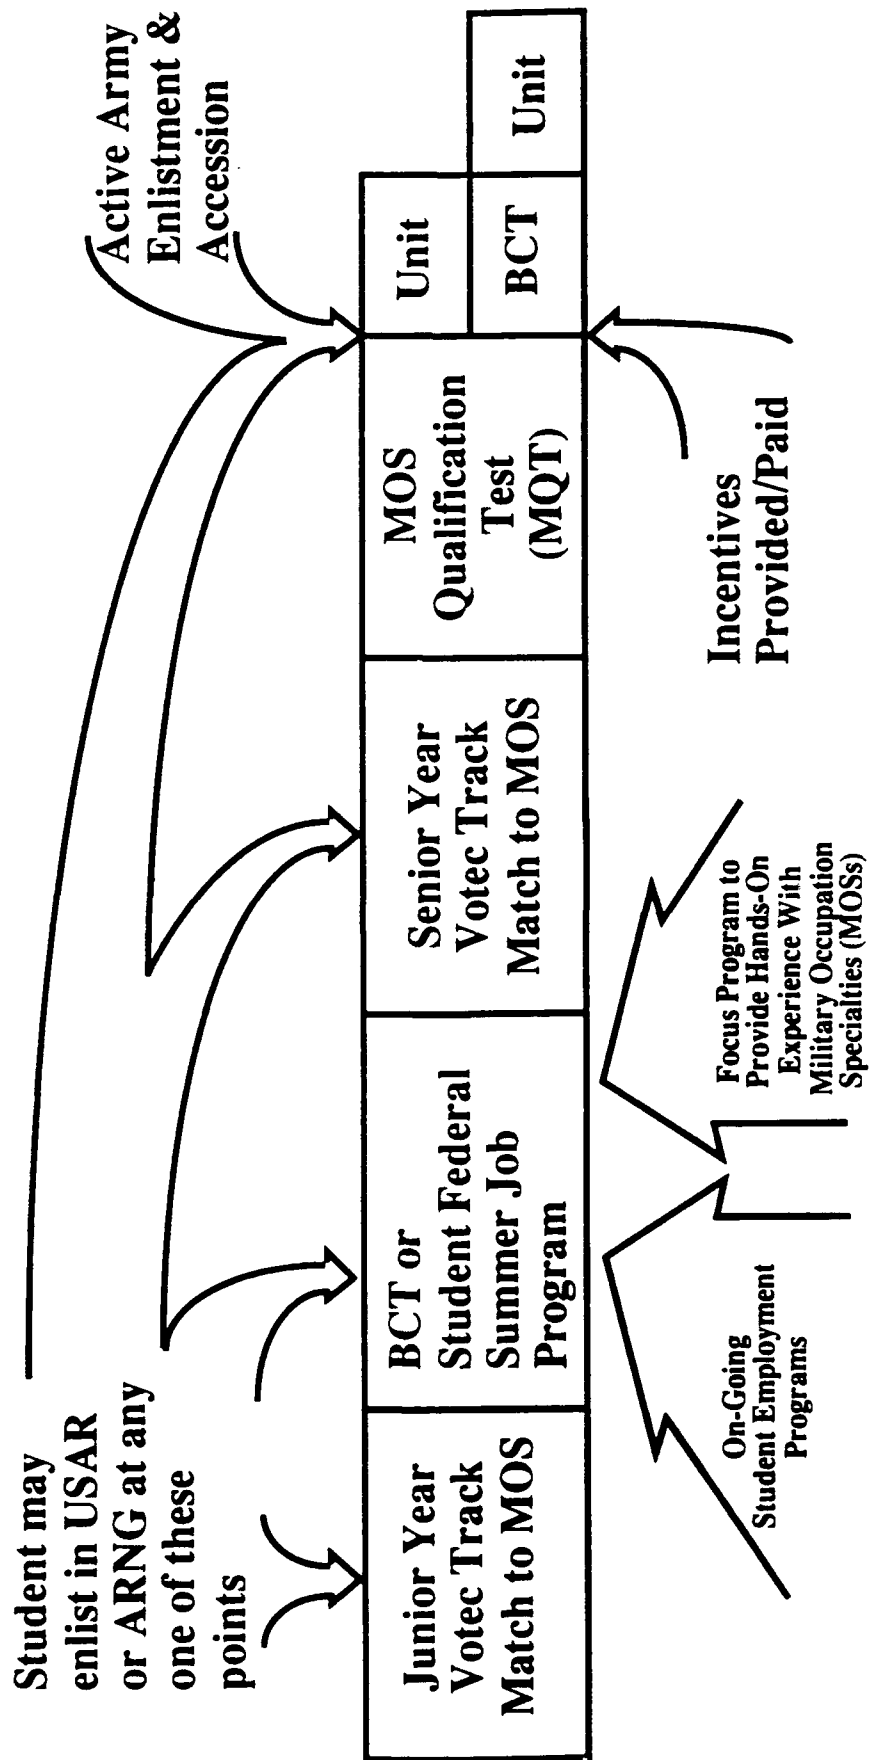 Student may
enlist in USAR
or ARNG at any
one of these
points
Active Army
Enlistment &
Accession
Junior Year
Votec Track
Match to MOS
BCT or
Student Federal
Summer Job
Program
Senior Year
Votec Track
Match to MOS
MOS
Qualification
Test
(MQT)
Unit
BCT
Unit
On-Going
Student Employment
Programs
Focus Program to
Provide Hands-On
Experience With
Military Occupation
Specialties (MOSs)
Incentives
Provided/Paid